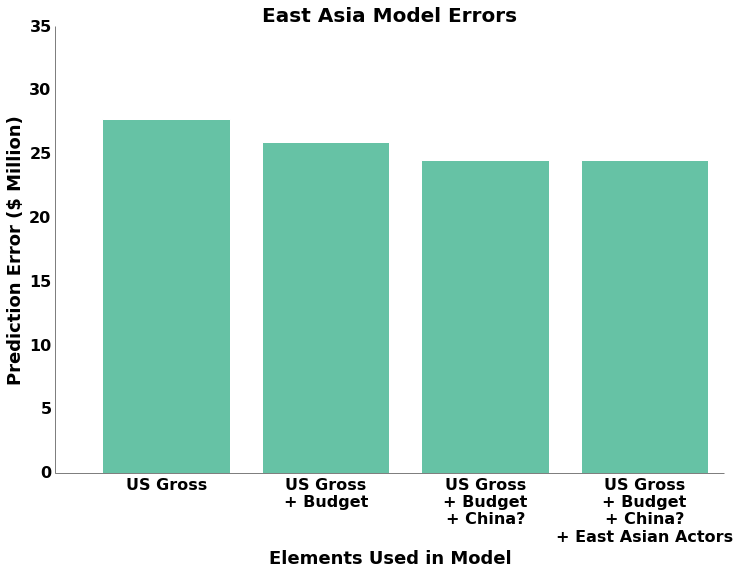 East Asia Model Errors
Prediction Error ($ Million)
35
30
25
20
15
10
5
0
US Gross
US Gross
+ Budget
US Gross
+ Budget
+ China?
US Gross
+ Budget
+ China?
+ East Asian Actors
Elements Used in Model